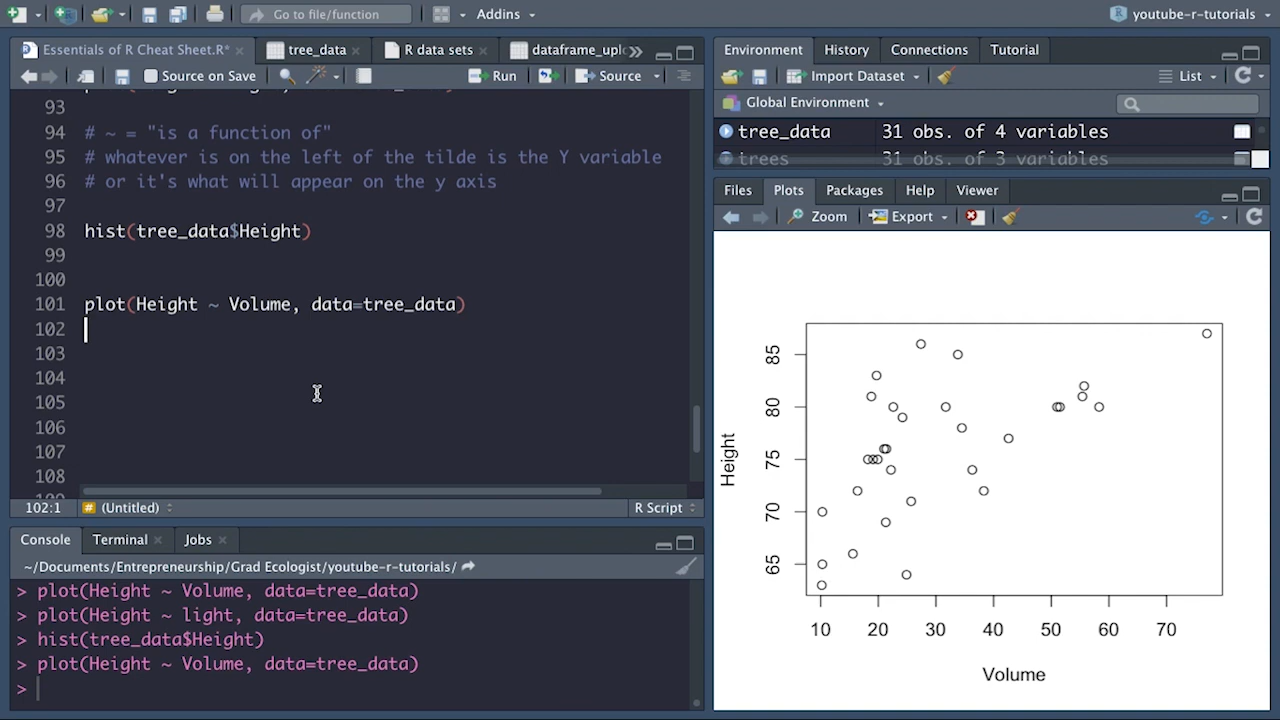 Go to file/function
Addins
youtube-r-tutorials
Essentials of R Cheat Sheet.R*
tree_data
R data sets
dataframe_uplo
Source on Save
Run
Source
93
94 # ~ = "is a function of"
95 # whatever is on the left of the tilde is the Y variable
96 # or it's what will appear on the y axis
97
98 hist(tree_data$Height)
99
100
101 plot(Height ~ Volume, data=tree_data)
102
103
104
105
106
107
108
102:1
(Untitled)
R Script
Console
Terminal
Jobs
~/Documents/Entrepreneurship/Grad Ecologist/youtube-r-tutorials/
> plot(Height ~ Volume, data=tree_data)
> plot(Height ~ light, data=tree_data)
> hist(tree_data$Height)
> plot(Height ~ Volume, data=tree_data)
>
Environment
History
Connections
Tutorial
Import Dataset
List
Global Environment
tree_data 31 obs. of 4 variables
trees 31 obs. of 3 variables
Files
Plots
Packages
Help
Viewer
Zoom
Export
Height
85
80
75
70
65
10 20 30 40 50 60 70
Volume